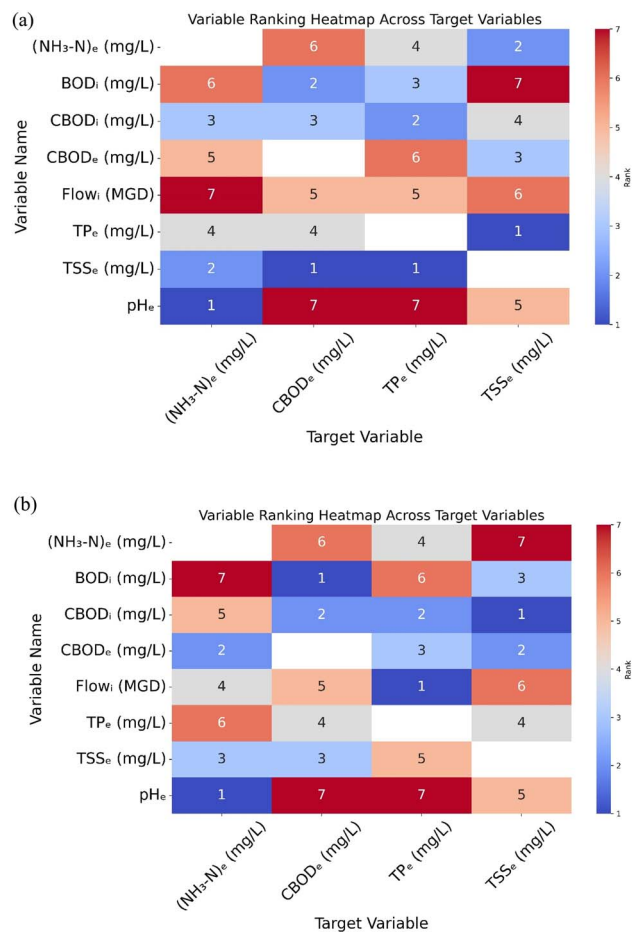 (a)
Variable Ranking Heatmap Across Target Variables
(NH₃-N)ₑ (mg/L) 6 4 2
BODᵢ (mg/L) 6 2 3 7
CBODᵢ (mg/L) 3 3 2 4
CBODₑ (mg/L) 5 6 3
Flowᵢ (MGD) 7 5 5 6
TPₑ (mg/L) 4 4 1
TSSₑ (mg/L) 2 1 1
pHₑ 1 7 7 5
Variable Name
(NH₃-N)ₑ (mg/L) CBODₑ (mg/L) TPₑ (mg/L) TSSₑ (mg/L)
Target Variable
7
6
5
4
3
2
1
Rank
(b)
Variable Ranking Heatmap Across Target Variables
(NH₃-N)ₑ (mg/L) 6 4 7
BODᵢ (mg/L) 7 1 6 3
CBODᵢ (mg/L) 5 2 2 1
CBODₑ (mg/L) 2 3 2
Flowᵢ (MGD) 4 5 1 6
TPₑ (mg/L) 6 4 4
TSSₑ (mg/L) 3 3 5
pHₑ 1 7 7 5
Variable Name
(NH₃-N)ₑ (mg/L) CBODₑ (mg/L) TPₑ (mg/L) TSSₑ (mg/L)
Target Variable
7
6
5
4
3
2
1
Rank